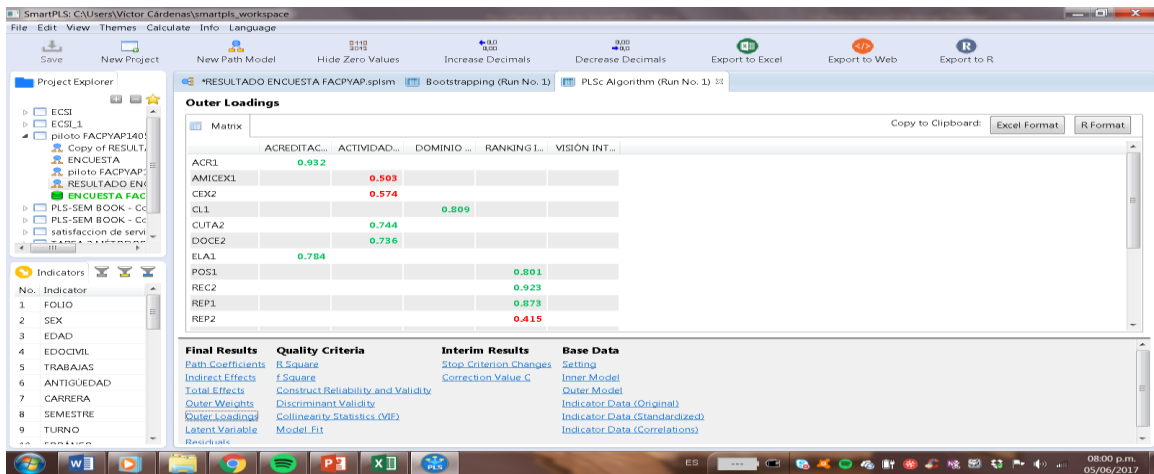 SmartPLS: C:\Users\Víctor Cárdenas\smartpls_workspace
File Edit View Themes Calculate Info Language
Save New Project New Path Model Hide Zero Values Increase Decimals Decrease Decimals Export to Excel Export to Web Export to R
Project Explorer
ECSI
ECSI_1
piloto FACPYAP140
Copy of RESULT
ENCUESTA
piloto FACPYAP
RESULTADO EN
ENCUESTA FAC
PLS-SEM BOOK - Co
PLS-SEM BOOK - Co
satisfaccion de servi
Indicators
No. Indicator
1 FOLIO
2 SEX
3 EDAD
4 EDOCIVIL
5 TRABAJAS
6 ANTIGÜEDAD
7 CARRERA
8 SEMESTRE
9 TURNO
*RESULTADO ENCUESTA FACPYAP.splsm Bootstrapping (Run No. 1) PLSc Algorithm (Run No. 1)
Outer Loadings
Matrix Copy to Clipboard: Excel Format R Format
ACREDITAC... ACTIVIDAD... DOMINIO ... RANKING I... VISIÓN INT...
ACR1 0.932
AMICEX1 0.503
CEX2 0.574
CL1 0.809
CUTA2 0.744
DOCE2 0.736
ELA1 0.784
POS1 0.801
REC2 0.923
REP1 0.873
REP2 0.415
Final Results Quality Criteria Interim Results Base Data
Path Coefficients R Square Stop Criterion Changes Setting
Indirect Effects f Square Correction Value C Inner Model
Total Effects Construct Reliability and Validity Outer Model
Outer Weights Discriminant Validity Indicator Data (Original)
Outer Loadings Collinearity Statistics (VIF) Indicator Data (Standardized)
Latent Variable Model Fit Indicator Data (Correlations)
Residuals
ES 08:00 p.m.
05/06/2017